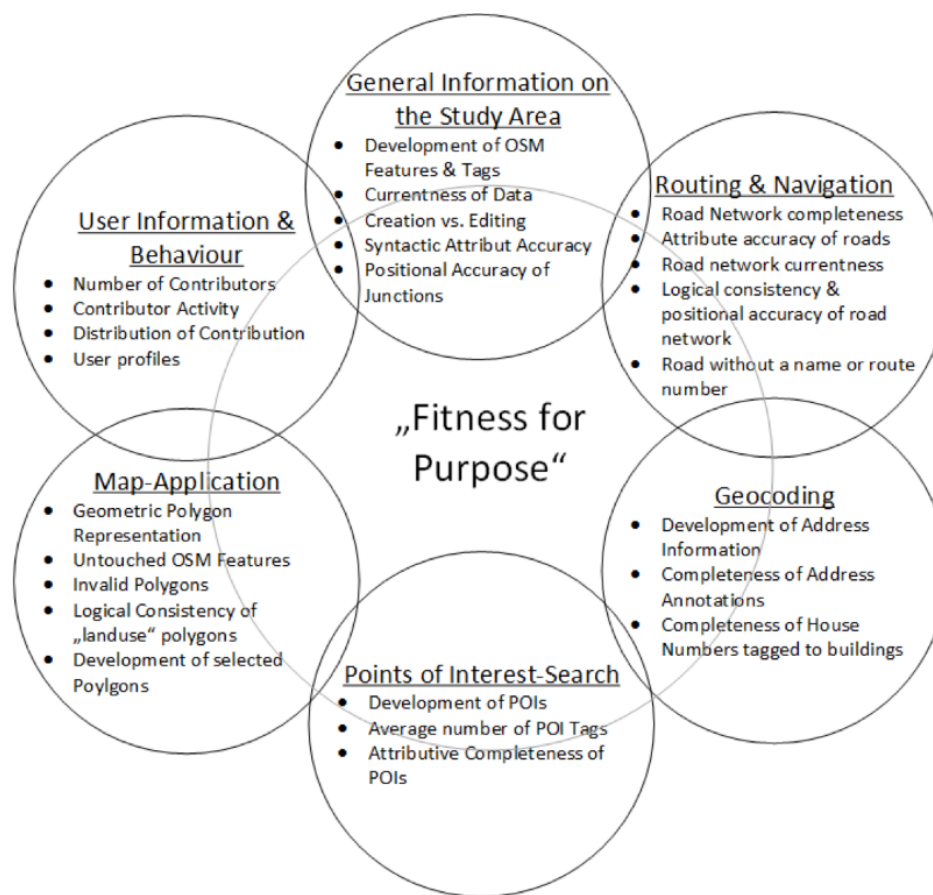 General Information on
the Study Area
• Development of OSM
Features & Tags
• Currentness of Data
• Creation vs. Editing
• Syntactic Attribut Accuracy
• Positional Accuracy of
Junctions
User Information &
Behaviour
• Number of Contributors
• Contributor Activity
• Distribution of Contribution
• User profiles
Routing & Navigation
• Road Network completeness
• Attribute accuracy of roads
• Road network currentness
• Logical consistency &
positional accuracy of road
network
• Road without a name or route
number
„Fitness for
Purpose“
Map-Application
• Geometric Polygon
Representation
• Untouched OSM Features
• Invalid Polygons
• Logical Consistency of
„landuse“ polygons
• Development of selected
Poylgons
Geocoding
• Development of Address
Information
• Completeness of Address
Annotations
• Completeness of House
Numbers tagged to buildings
Points of Interest-Search
• Development of POIs
• Average number of POI Tags
• Attributive Completeness of
POIs